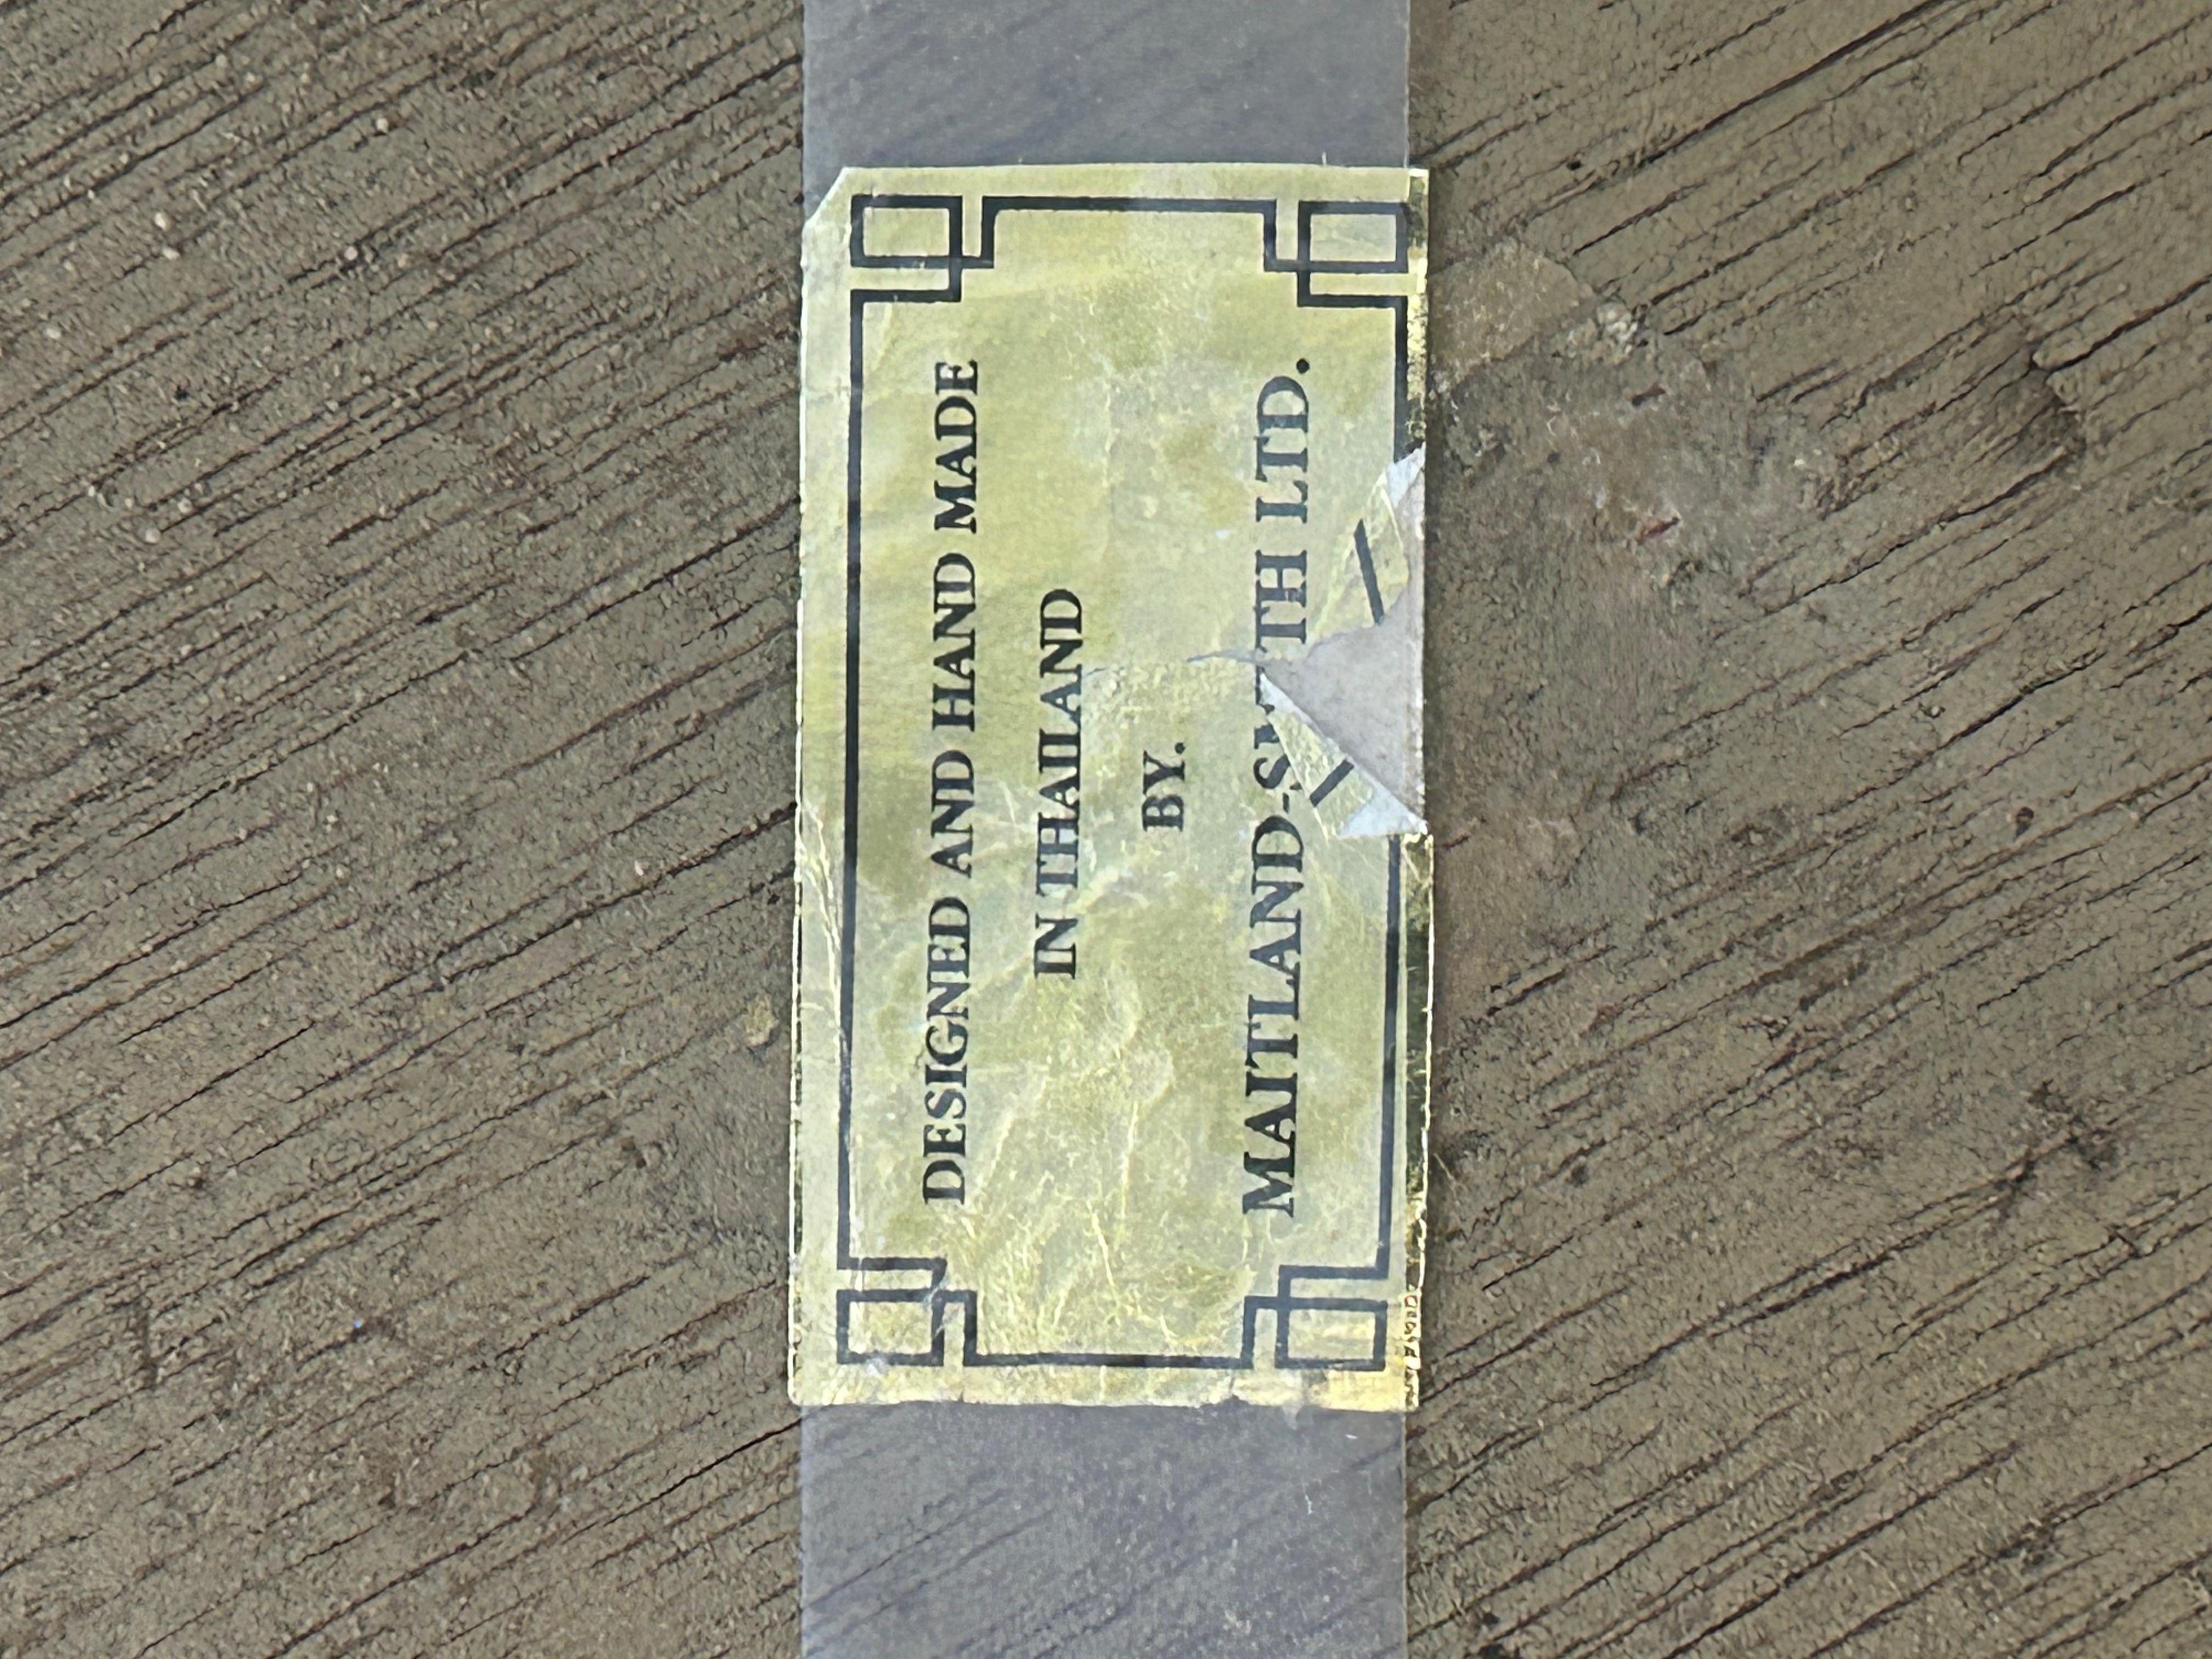 DESIGNED AND HAND MADE
IN THAILAND
BY.
MAITLAND-SMITH LTD.